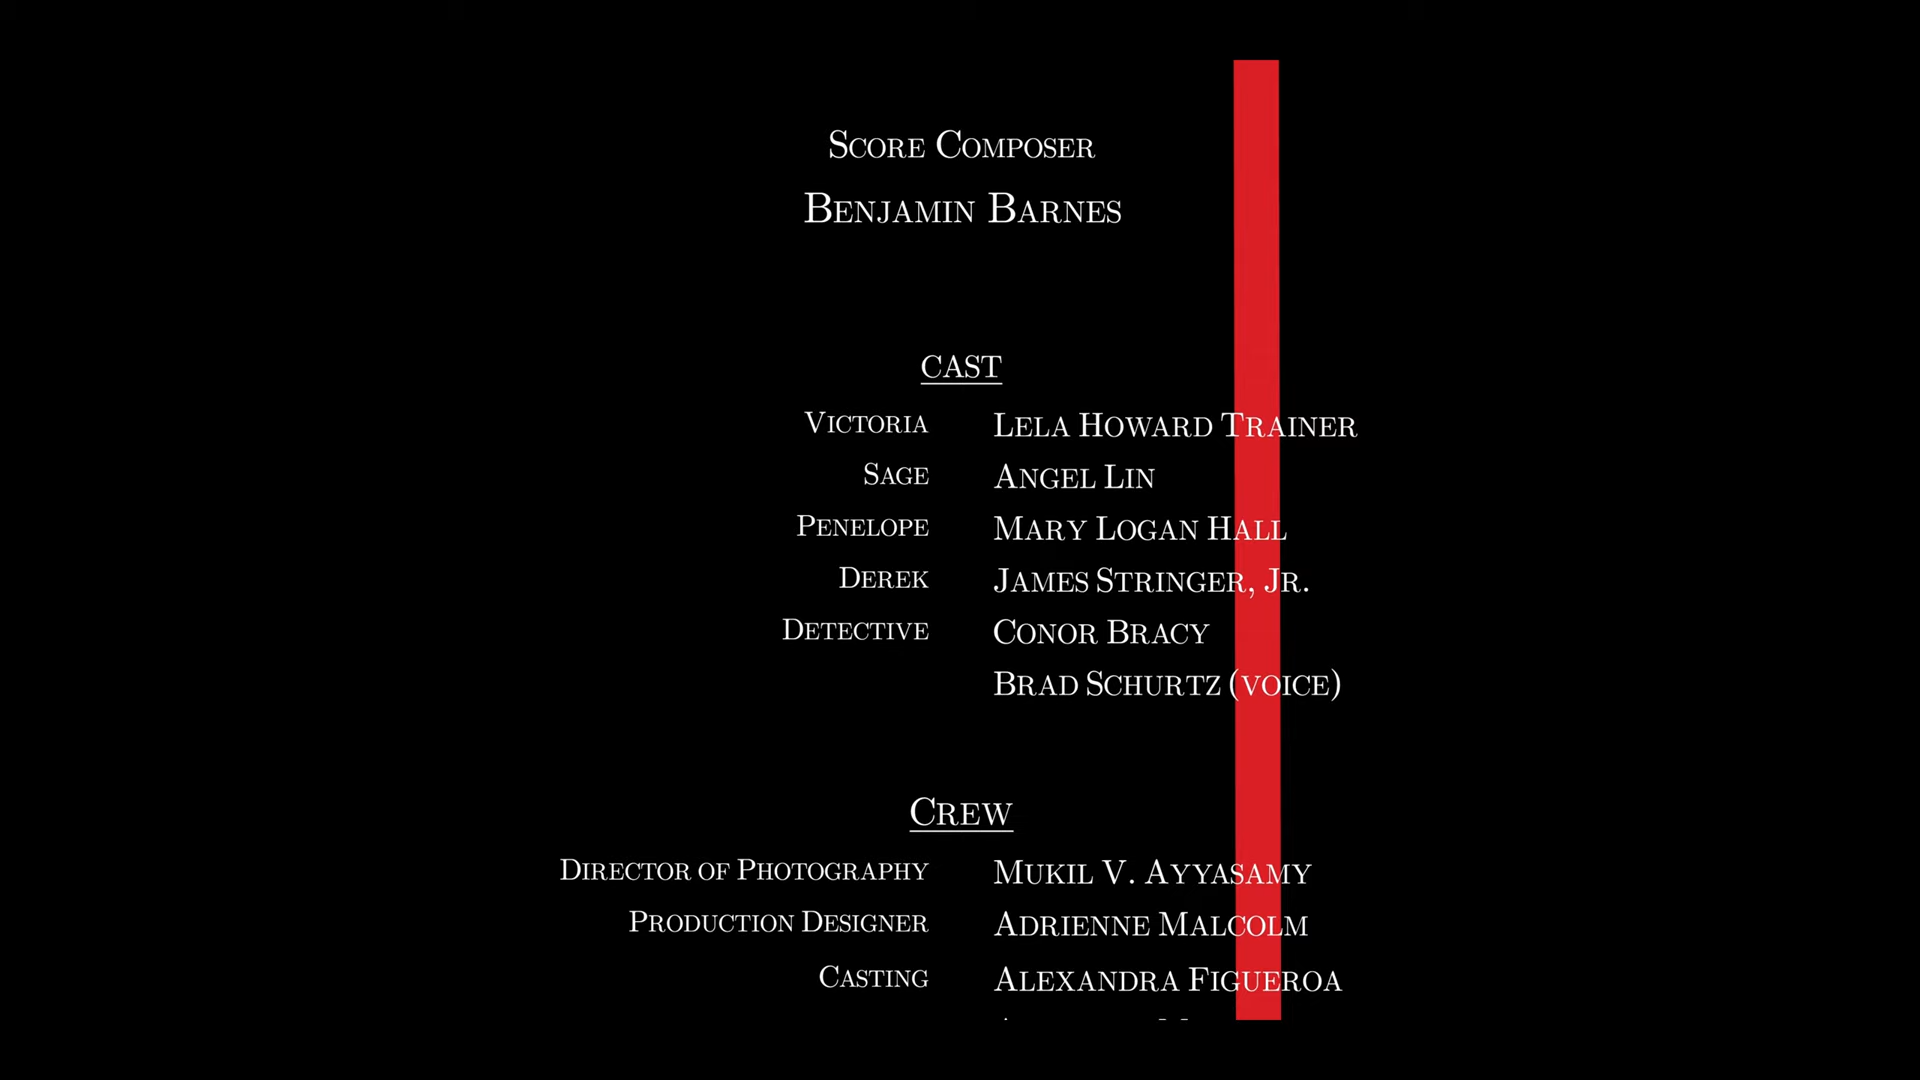 Score Composer
Benjamin Barnes
CAST
Victoria Lela Howard Trainer
Sage Angel Lin
Penelope Mary Logan Hall
Derek James Stringer, Jr.
Detective Conor Bracy
Brad Schurtz (voice)
Crew
Director of Photography Mukil V. Ayyasamy
Production Designer Adrienne Malcolm
Casting Alexandra Figueroa